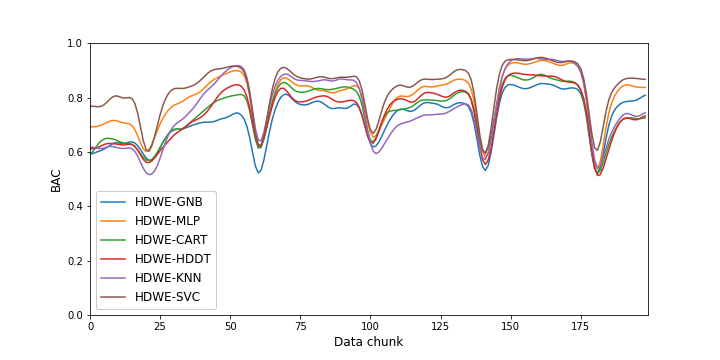 1.0
0.8
0.6
0.4
0.2
0.0
BAC
HDWE-GNB
HDWE-MLP
HDWE-CART
HDWE-HDDT
HDWE-KNN
HDWE-SVC
0 25 50 75 100 125 150 175
Data chunk